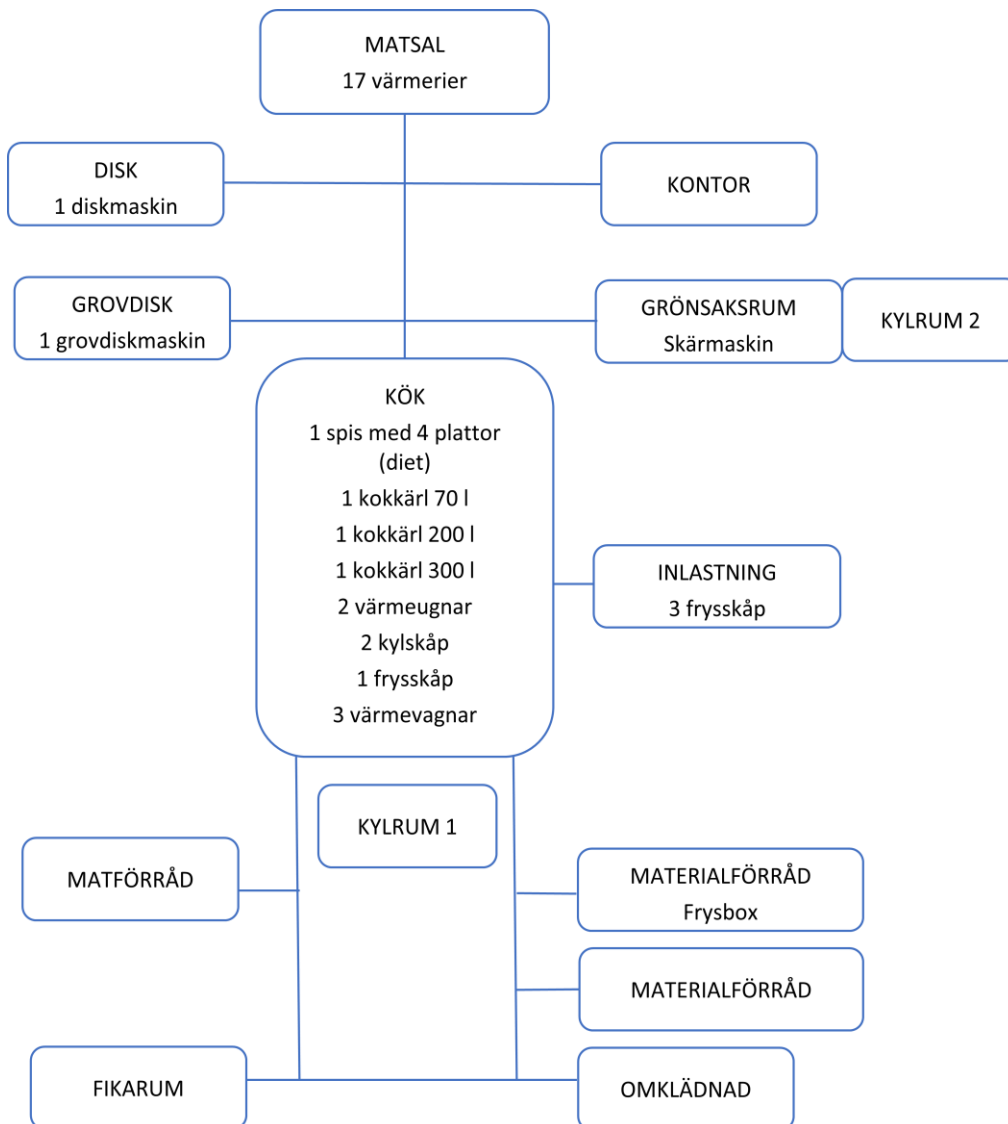 MATSAL
17 värmerier
DISK
1 diskmaskin
KONTOR
GROVDISK
1 grovdiskmaskin
GRÖNSAKSRUM
Skärmaskin
KYLRUM 2
KÖK
1 spis med 4 plattor
(diet)
1 kokkärl 70 l
1 kokkärl 200 l
1 kokkärl 300 l
2 värmeugnar
2 kylskåp
1 frysskåp
3 värmevagnar
INLASTNING
3 frysskåp
KYLRUM 1
MATFÖRRÅD
MATERIALFÖRRÅD
Frysbox
MATERIALFÖRRÅD
FIKARUM
OMKLÄDNAD